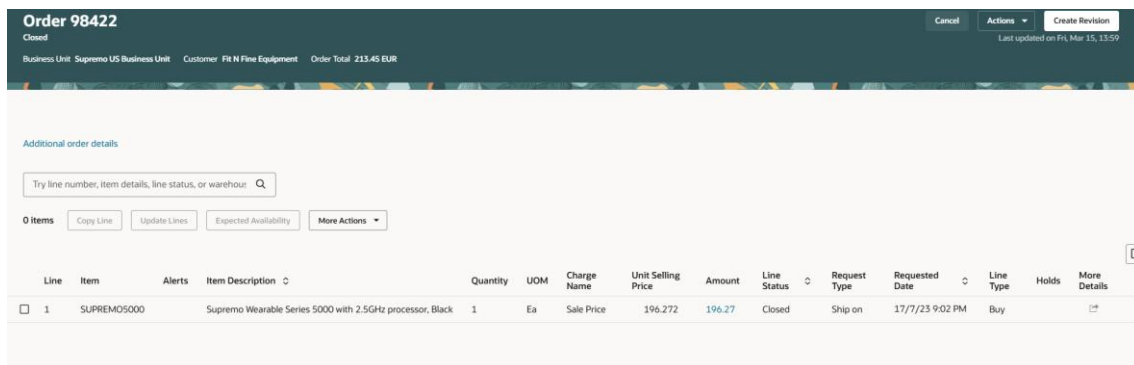 Order 98422
Cancel Actions Create Revision
Closed
Last updated on Fri, Mar 15, 13:59
Business Unit Supremo US Business Unit Customer Fit N Fine Equipment Order Total 213.45 EUR
Additional order details
Try line number, item details, line status, or warehou:
0 items Copy Line Update Lines Expected Availability More Actions
Line Item Alerts Item Description Quantity UOM Charge Name Unit Selling Price Amount Line Status Request Type Requested Date Line Type Holds More Details
1 SUPREMO5000 Supremo Wearable Series 5000 with 2.5GHz processor, Black 1 Ea Sale Price 196.272 196.27 Closed Ship on 17/7/23 9:02 PM Buy